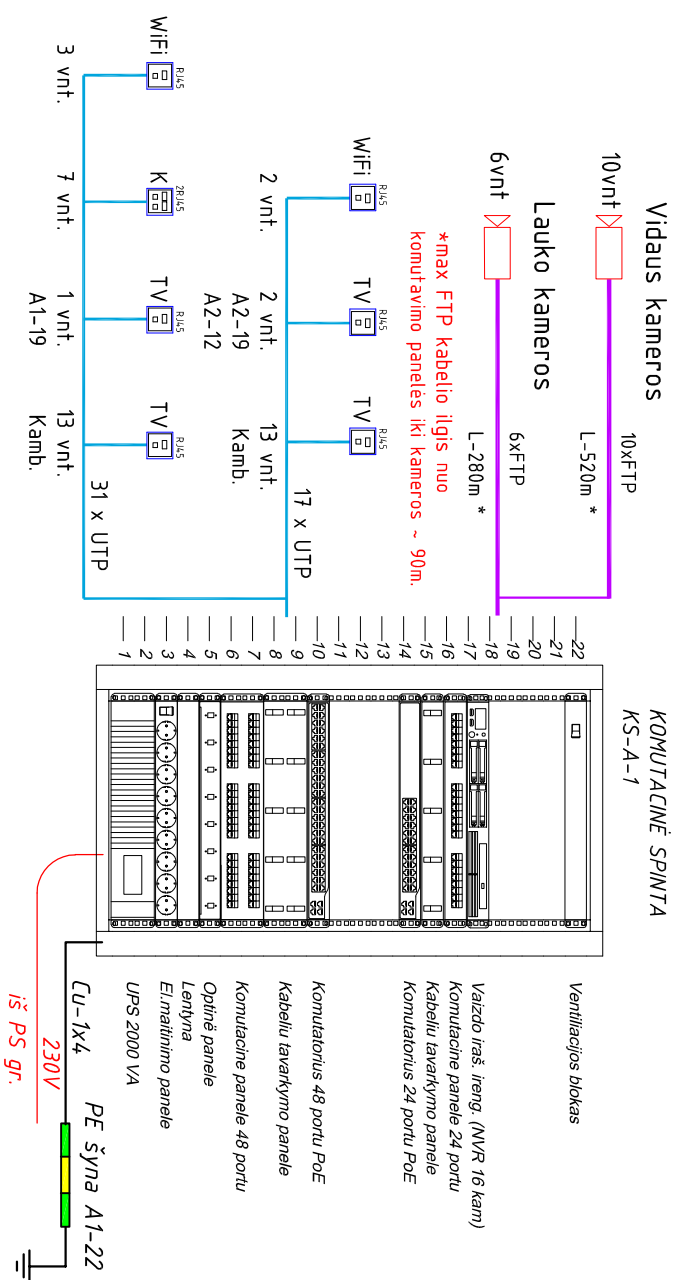 Vidaus kameros
10vnt
10xFTP
L-520m *
Lauko kameros
6vnt
6xFTP
L-280m *
*max FTP kabelio ilgis nuo
komutavimo panelės iki kameros ~ 90m.
WiFi
RJ45
TV
RJ45
TV
RJ45
2 vnt.
2 vnt.
A2-19
A2-12
13 vnt.
Kamb.
17 x UTP
WiFi
RJ45
K
2RJ45
TV
RJ45
TV
RJ45
3 vnt.
7 vnt.
1 vnt.
A1-19
13 vnt.
Kamb.
31 x UTP
KOMUTACINĖ SPINTA
KS-A-1
22
21
20
19
18
17
16
15
14
13
12
11
10
9
8
7
6
5
4
3
2
1
Ventiliacijos blokas
Vaizdo iraš. ireng. (NVR 16 kam)
Komutacine panele 24 portu
Kabeliu tavarkymo panele
Komutatorius 24 portu PoE
Komutatorius 48 portu PoE
Kabeliu tavarkymo panele
Komutacine panele 48 portu
Optinė panele
Lentyna
El.maitinimo panele
UPS 2000 VA
Cu-1x4
PE šyna A1-22
230V
iš PS gr.